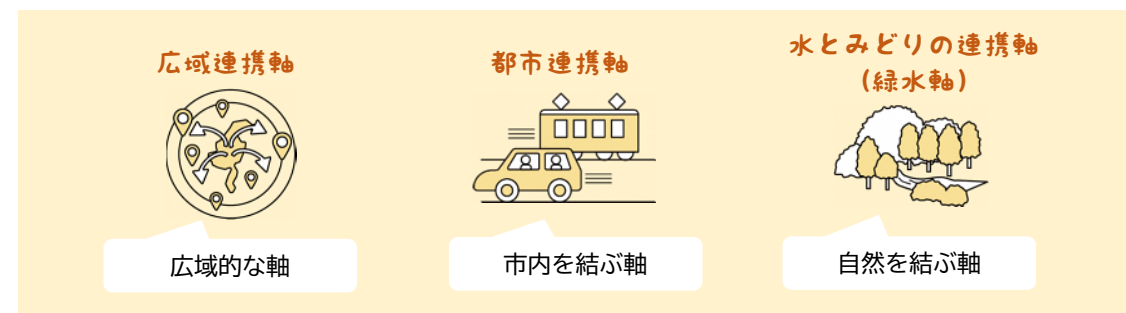 広域連携軸
都市連携軸
水とみどりの連携軸
(緑水軸)
広域的な軸
市内を結ぶ軸
自然を結ぶ軸